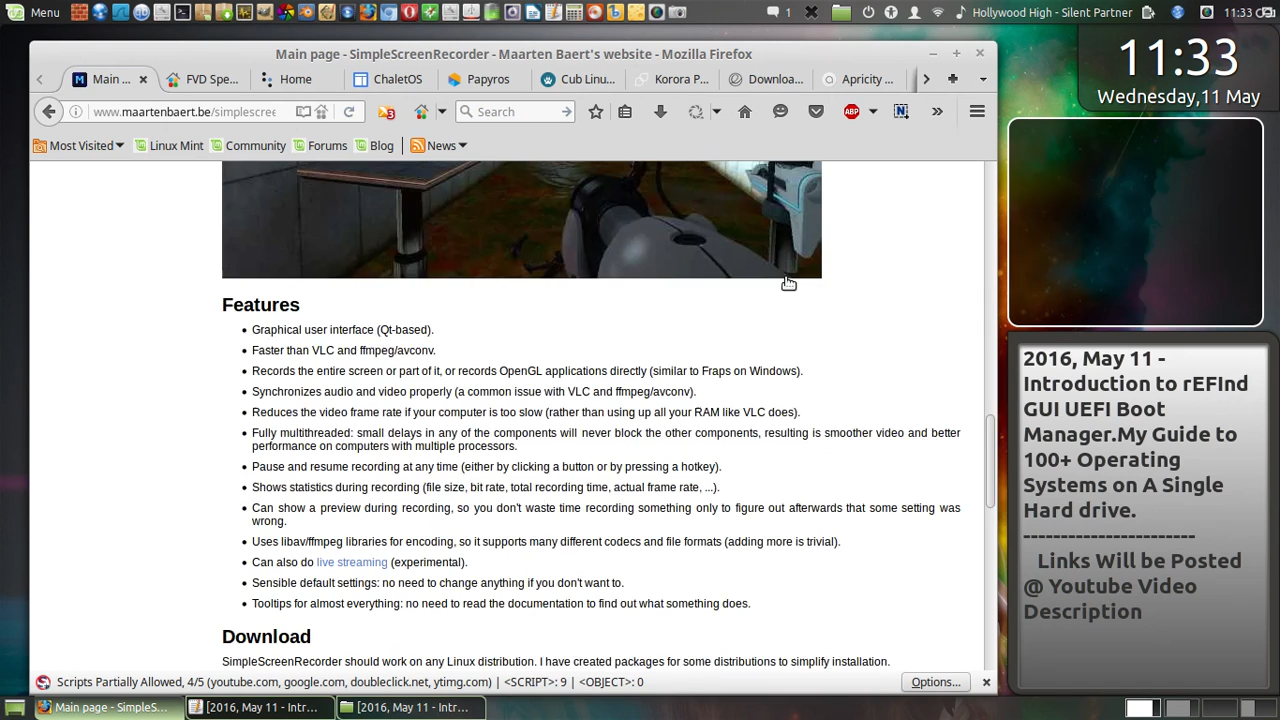 Menu
1
Hollywood High - Silent Partner
11:33
Main page - SimpleScreenRecorder - Maarten Baert's website - Mozilla Firefox
Main ...
FVD Spe...
Home
ChaletOS
Papyros
Cub Linu...
Korora P...
Downloa...
Apricity ...
www.maartenbaert.be/simplescree
3
Search
ABP
Most Visited
Linux Mint
Community
Forums
Blog
News
Features
Graphical user interface (Qt-based).
Faster than VLC and ffmpeg/avconv.
Records the entire screen or part of it, or records OpenGL applications directly (similar to Fraps on Windows).
Synchronizes audio and video properly (a common issue with VLC and ffmpeg/avconv).
Reduces the video frame rate if your computer is too slow (rather than using up all your RAM like VLC does).
Fully multithreaded: small delays in any of the components will never block the other components, resulting is smoother video and better
performance on computers with multiple processors.
Pause and resume recording at any time (either by clicking a button or by pressing a hotkey).
Shows statistics during recording (file size, bit rate, total recording time, actual frame rate, ...).
Can show a preview during recording, so you don't waste time recording something only to figure out afterwards that some setting was
wrong.
Uses libav/ffmpeg libraries for encoding, so it supports many different codecs and file formats (adding more is trivial).
Can also do live streaming (experimental).
Sensible default settings: no need to change anything if you don't want to.
Tooltips for almost everything: no need to read the documentation to find out what something does.
Download
SimpleScreenRecorder should work on any Linux distribution. I have created packages for some distributions to simplify installation.
Scripts Partially Allowed, 4/5 (youtube.com, google.com, doubleclick.net, ytimg.com) | <SCRIPT>: 9 | <OBJECT>: 0
Options...
Main page - SimpleS...
[2016, May 11 - Intr...
[2016, May 11 - Intr...
11:33
Wednesday,11 May
2016, May 11 -
Introduction to rEFInd
GUI UEFI Boot
Manager.My Guide to
100+ Operating
Systems on A Single
Hard drive.
------------------------
Links Will be Posted
@ Youtube Video
Description